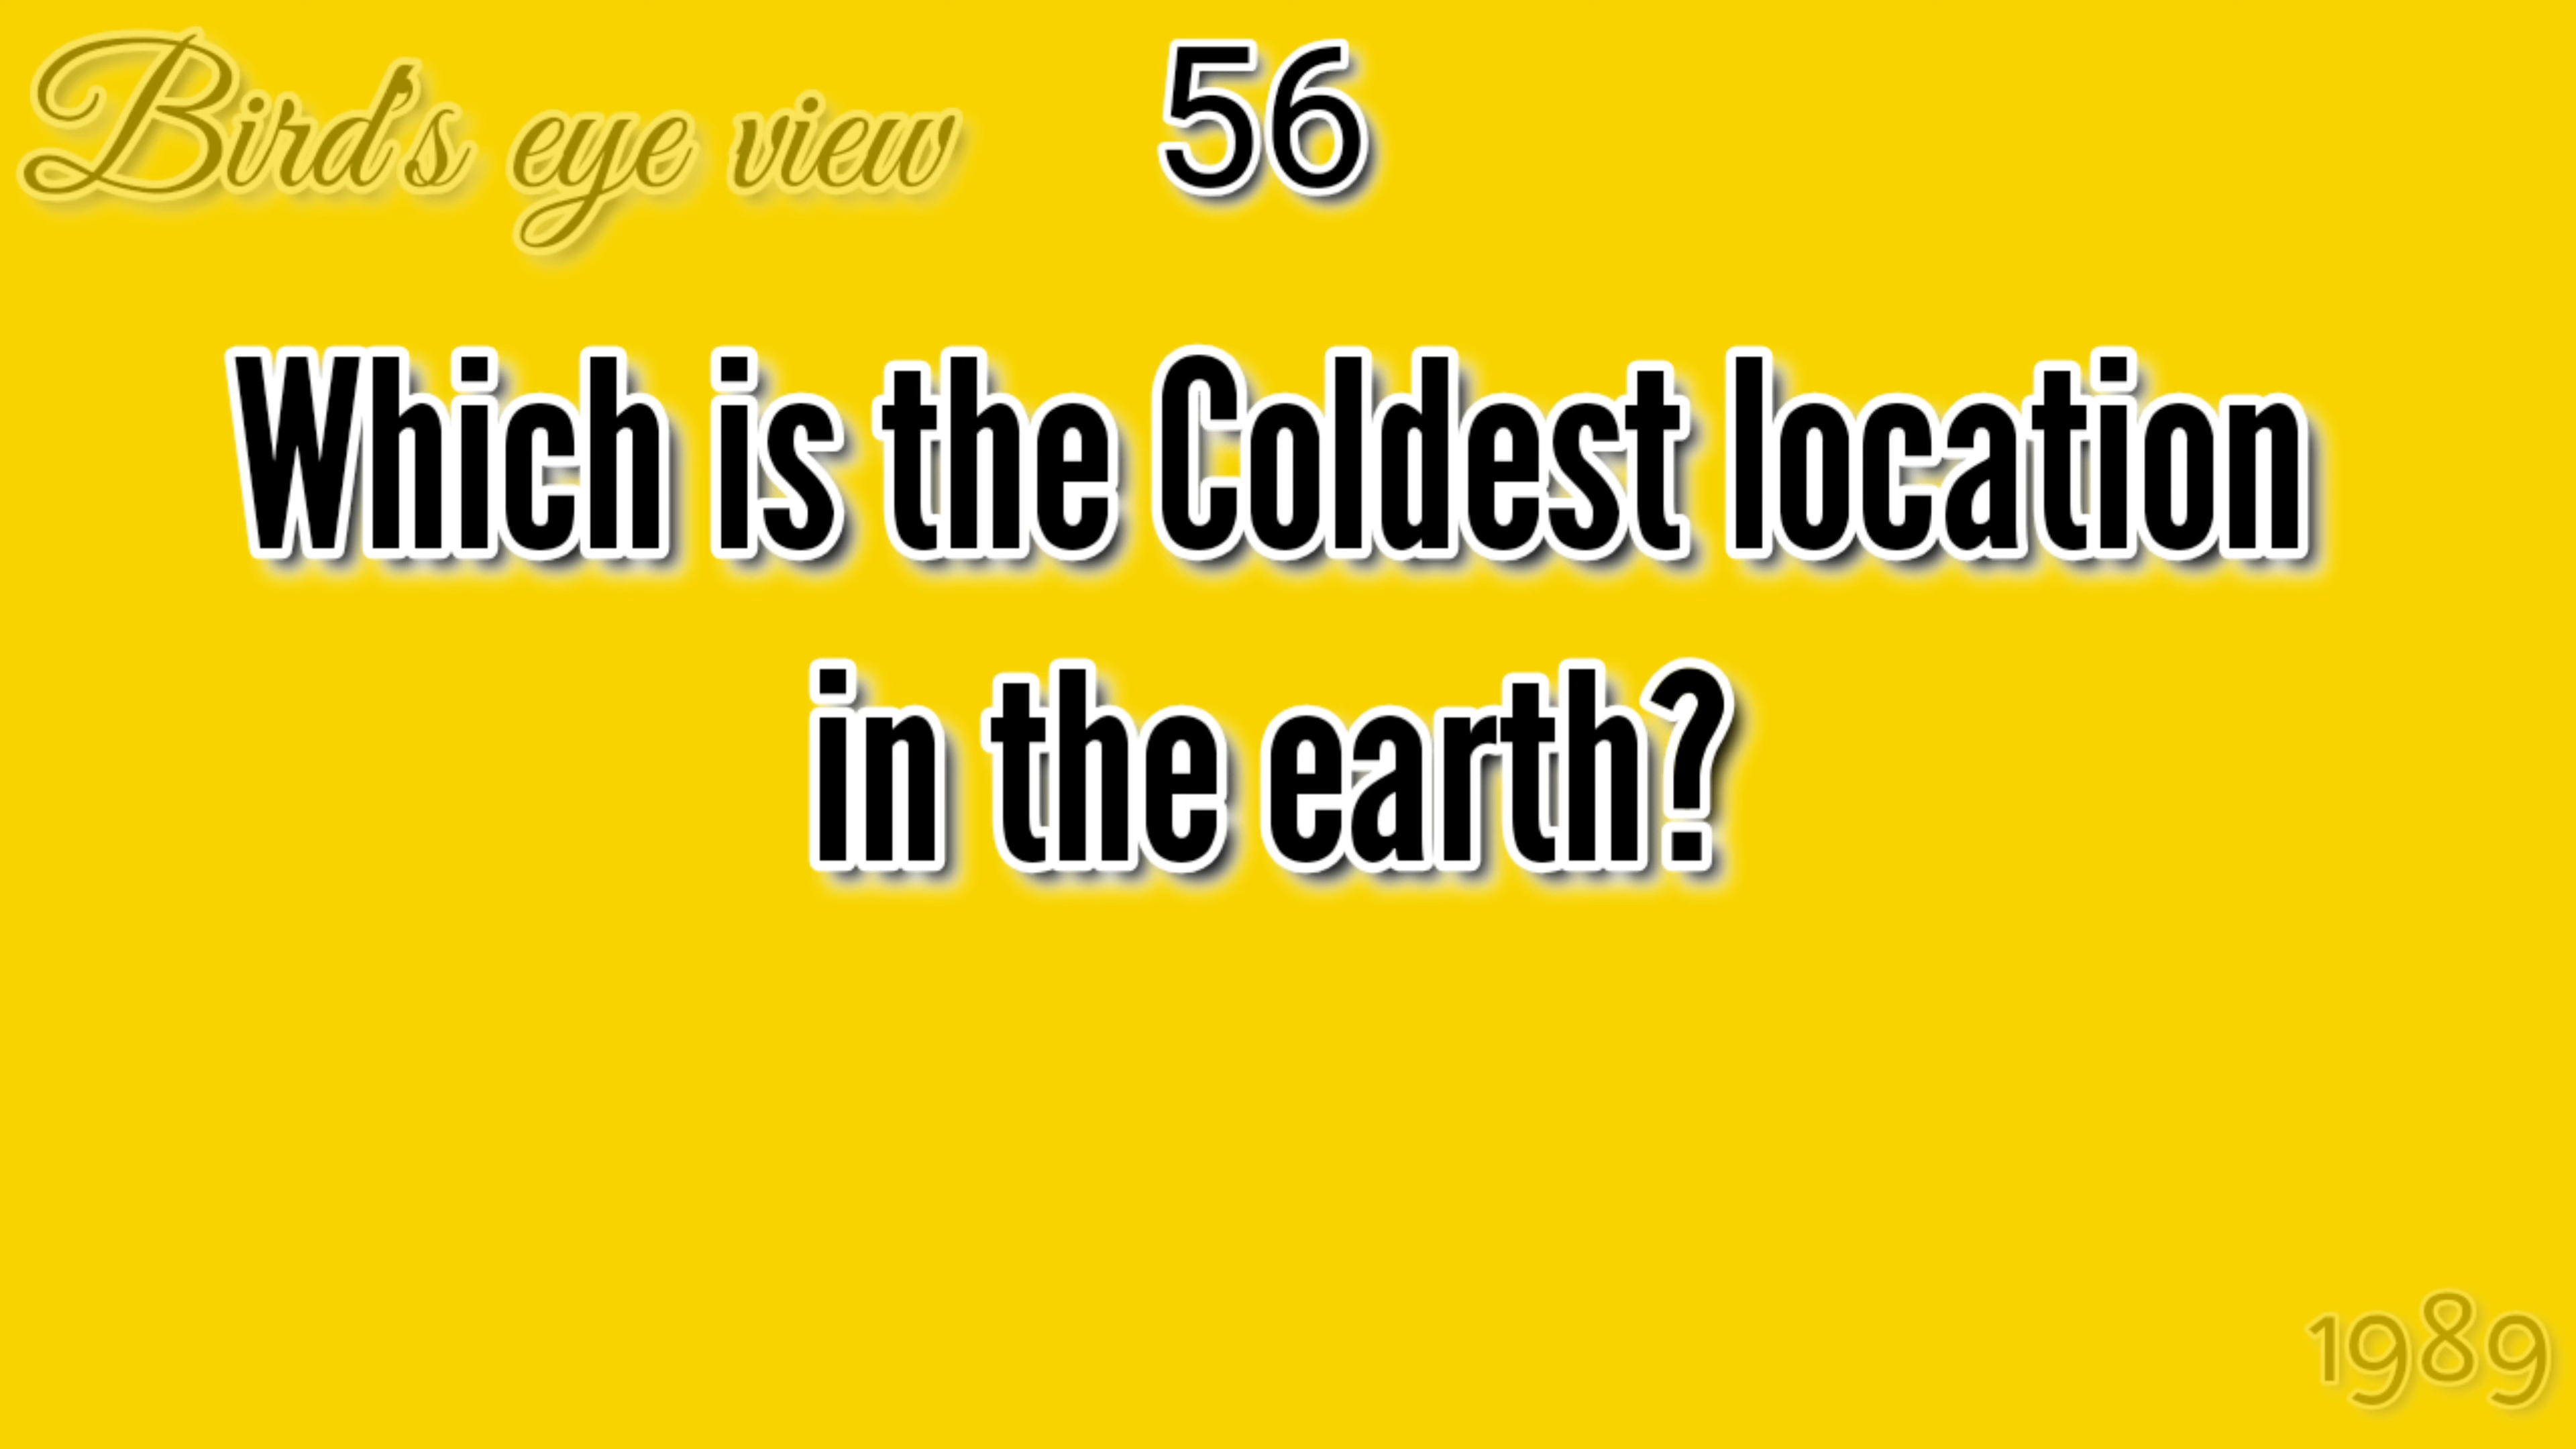 Bird's eye view
56
Which is the Coldest location
in the earth?
1989